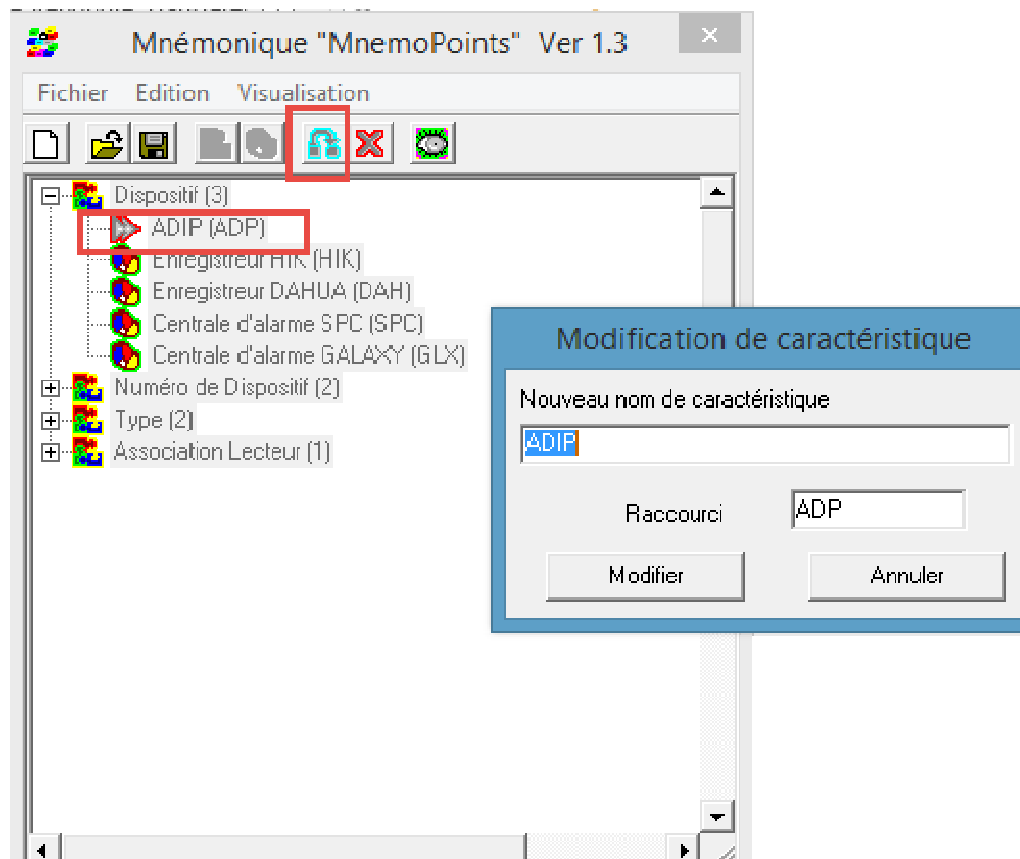 Mnémonique "MnemoPoints" Ver 1.3
Fichier Edition Visualisation
Dispositif (3)
ADIP (ADP)
Enregistreur HIK (HIK)
Enregistreur DAHUA (DAH)
Centrale d'alarme SPC (SPC)
Centrale d'alarme GALAXY (GLX)
Numéro de Dispositif (2)
Type (2)
Association Lecteur (1)
Modification de caractéristique
Nouveau nom de caractéristique
ADIP
Raccourci ADP
Modifier Annuler